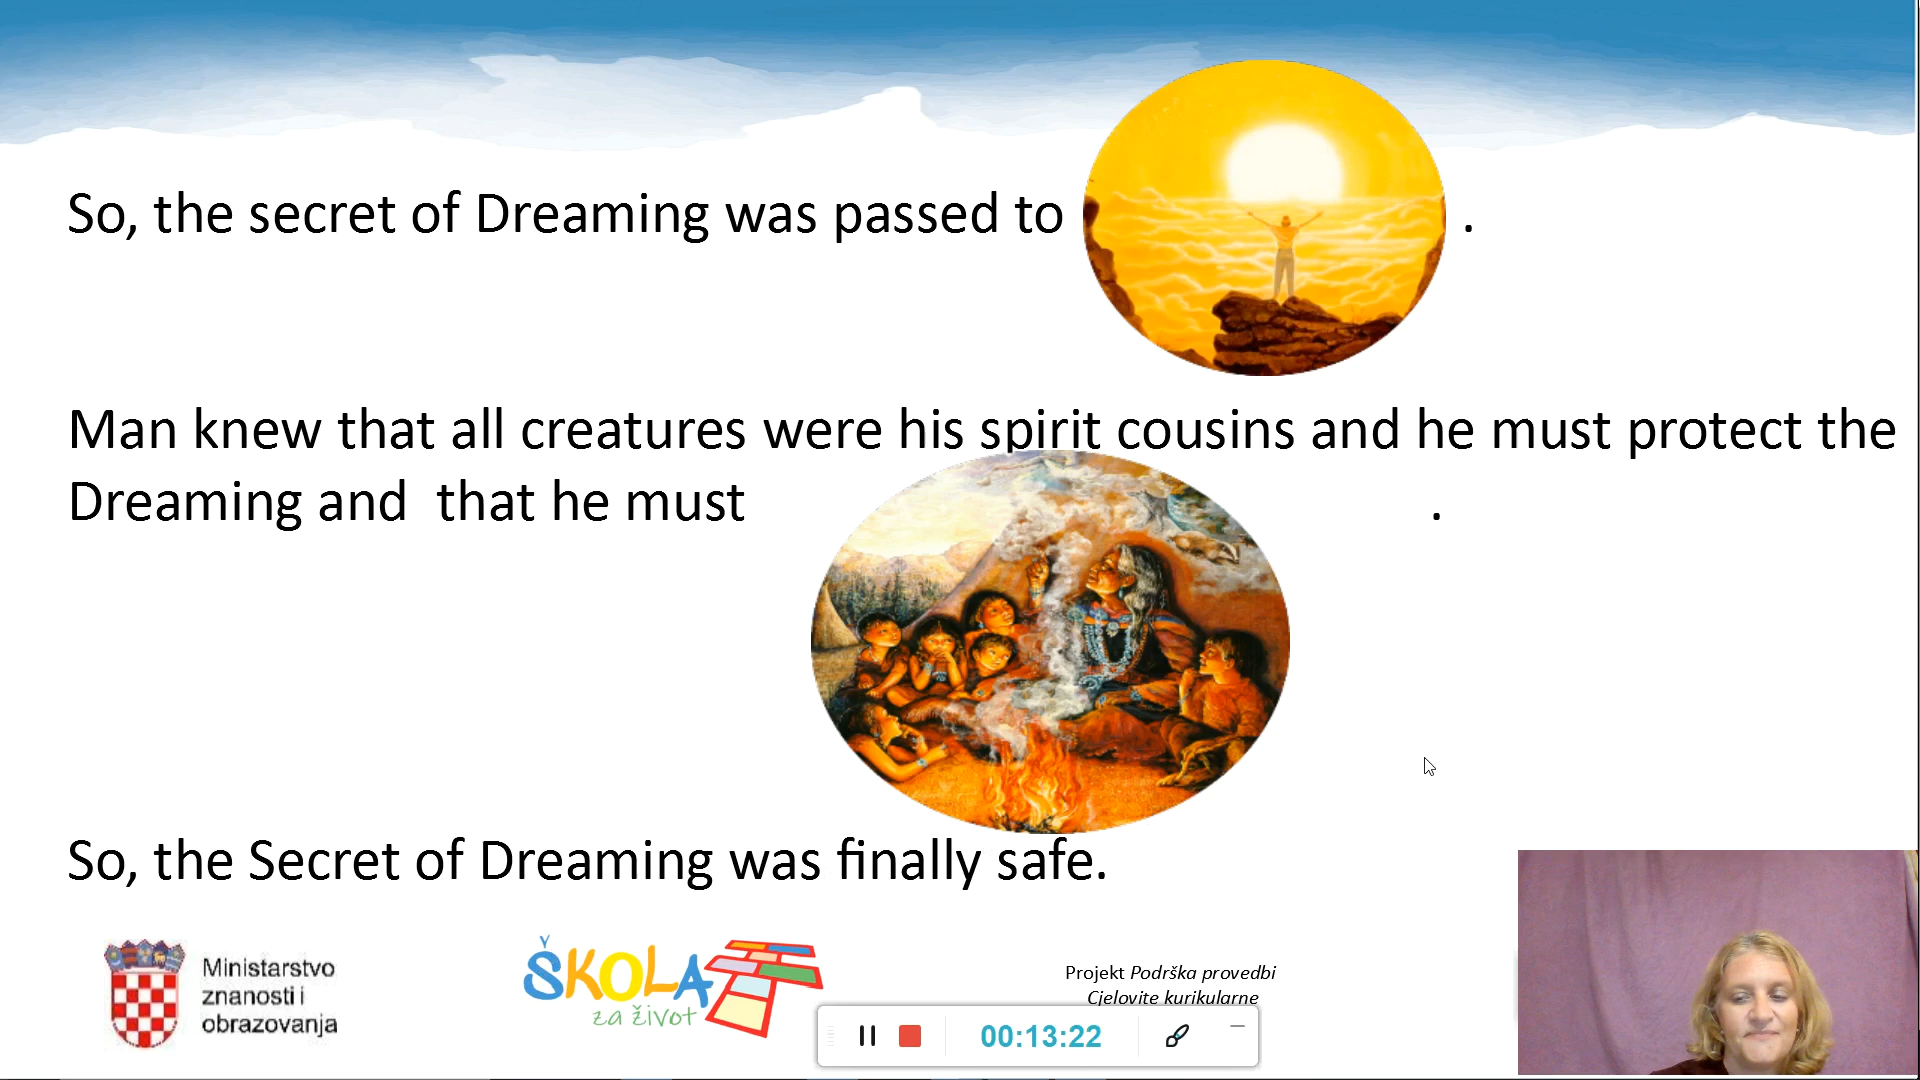 So, the secret of Dreaming was passed to .
Man knew that all creatures were his spirit cousins and he must protect the
Dreaming and that he must .
So, the Secret of Dreaming was finally safe.
Ministarstvo
znanosti i
obrazovanja
ŠKOLA
za život
Projekt Podrška provedbi
Cjelovite kurikularne
00:13:22